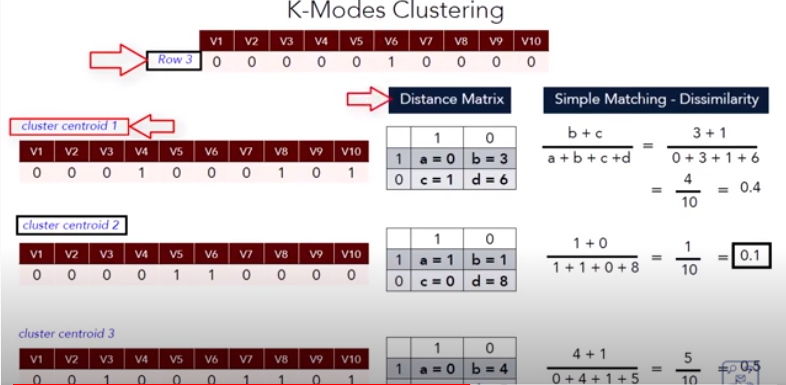 K-Modes Clustering
V1 V2 V3 V4 V5 V6 V7 V8 V9 V10
Row 3 0 0 0 0 0 1 0 0 0 0
Distance Matrix
Simple Matching - Dissimilarity
cluster centroid 1
V1 V2 V3 V4 V5 V6 V7 V8 V9 V10
0 0 0 1 0 0 0 1 0 1
1 0
1 a = 0 b = 3
0 c = 1 d = 6
b + c / a + b + c +d = 3 + 1 / 0 + 3 + 1 + 6
= 4 / 10 = 0.4
cluster centroid 2
V1 V2 V3 V4 V5 V6 V7 V8 V9 V10
0 0 0 0 1 1 0 0 0 0
1 0
1 a = 1 b = 1
0 c = 0 d = 8
1 + 0 / 1 + 1 + 0 + 8 = 1 / 10 = 0.1
cluster centroid 3
V1 V2 V3 V4 V5 V6 V7 V8 V9 V10
0 0 1 0 0 0 1 1 0 1
1 0
1 a = 0 b = 4
4 + 1 / 0 + 4 + 1 + 5 = 5 / 10 = 0.5